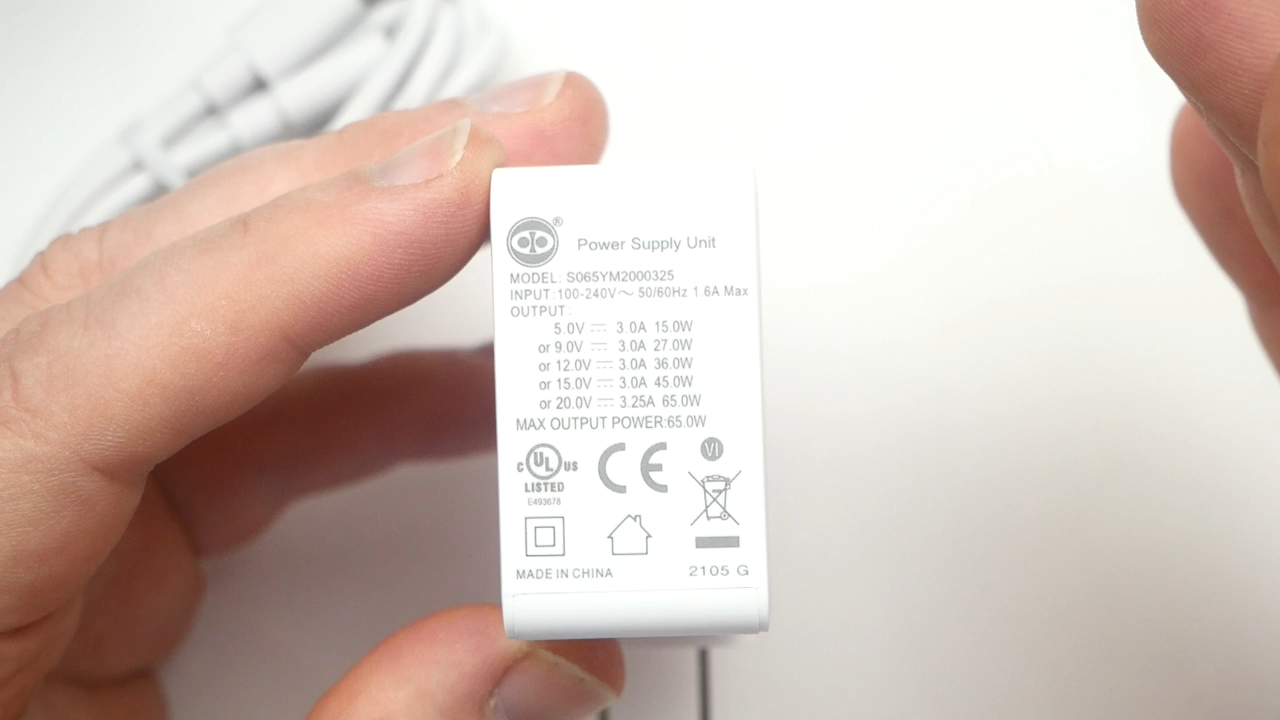 ®
Power Supply Unit
MODEL: S065YM2000325
INPUT:100-240V～ 50/60Hz 1.6A Max
OUTPUT:
5.0V ⎓ 3.0A 15.0W
or 9.0V ⎓ 3.0A 27.0W
or 12.0V ⎓ 3.0A 36.0W
or 15.0V ⎓ 3.0A 45.0W
or 20.0V ⎓ 3.25A 65.0W
MAX OUTPUT POWER:65.0W
C UL US
LISTED
E493678
CE
VI
MADE IN CHINA
2105 G